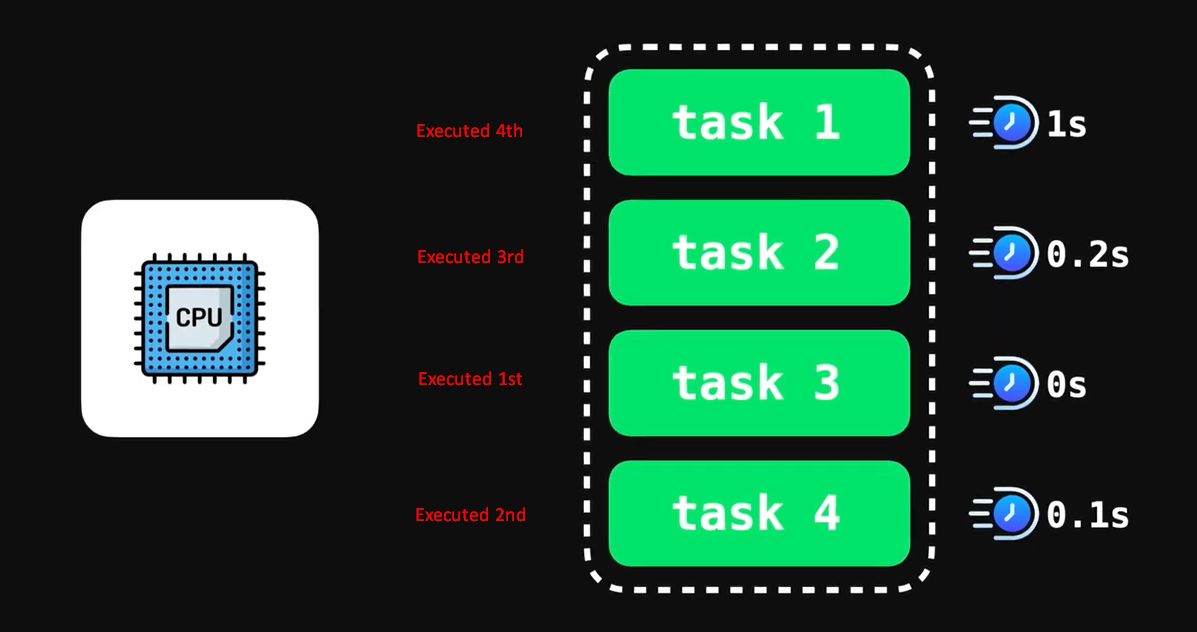 Executed 4th
task 1
1s
Executed 3rd
task 2
0.2s
CPU
Executed 1st
task 3
0s
Executed 2nd
task 4
0.1s